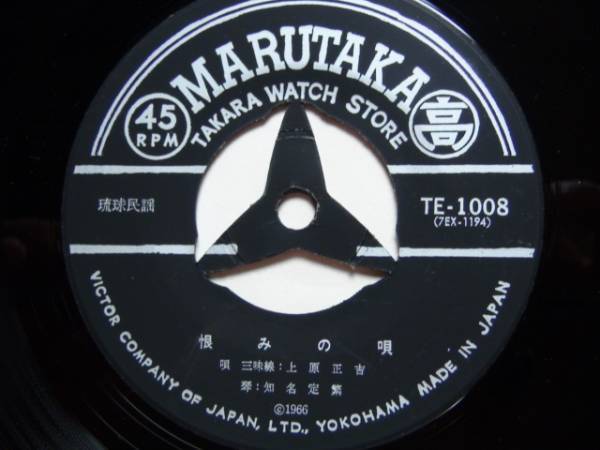 MARUTAKA
TAKARA WATCH STORE
45
RPM
高
琉球民謡
TE-1008
(7EX-1194)
恨みの唄
唄 三味線:上原正吉
琴:知名定繁
©1966
VICTOR COMPANY OF JAPAN, LTD., YOKOHAMA MADE IN JAPAN